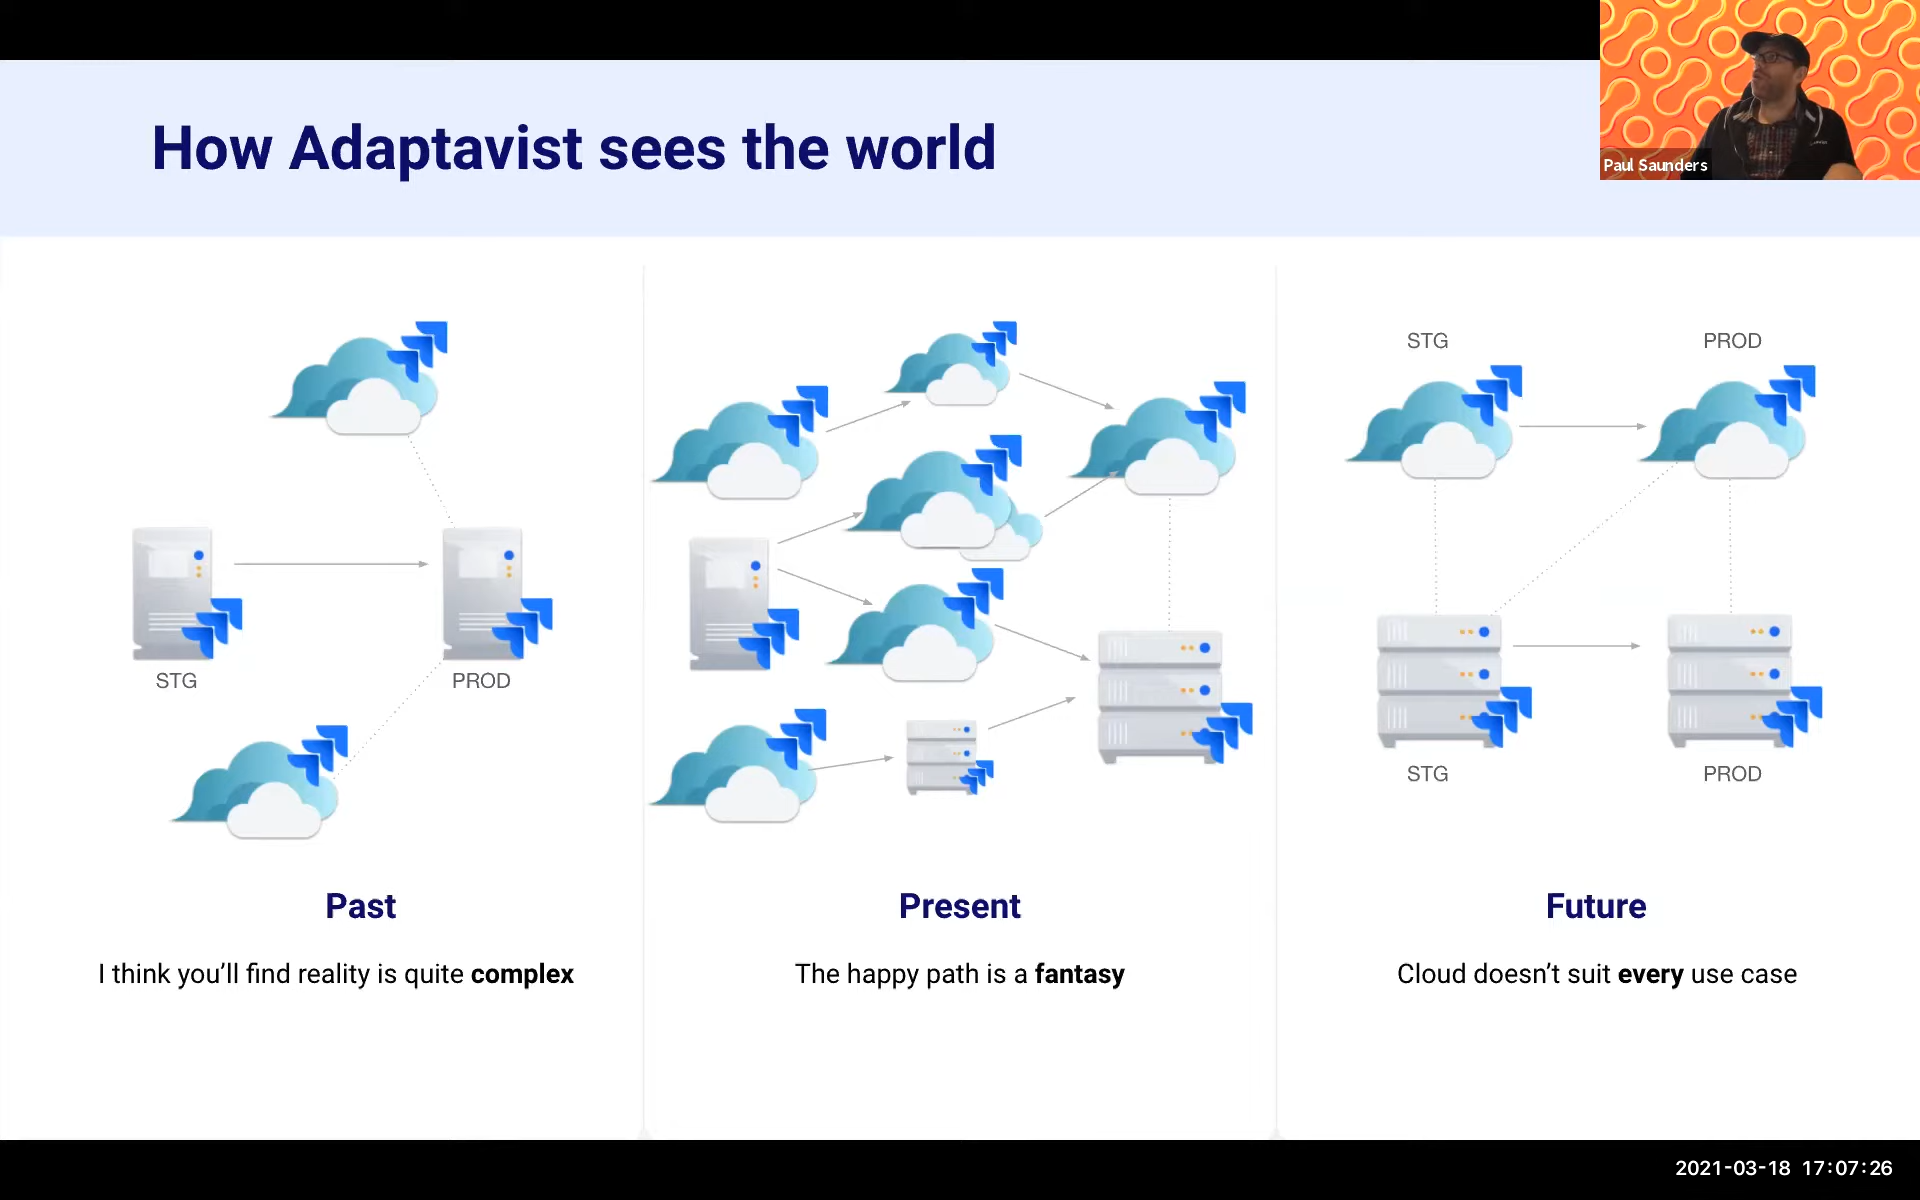 How Adaptavist sees the world
Paul Saunders
STG
PROD
STG
PROD
STG
PROD
Past
I think you’ll find reality is quite complex
Present
The happy path is a fantasy
Future
Cloud doesn’t suit every use case
2021-03-18 17:07:26